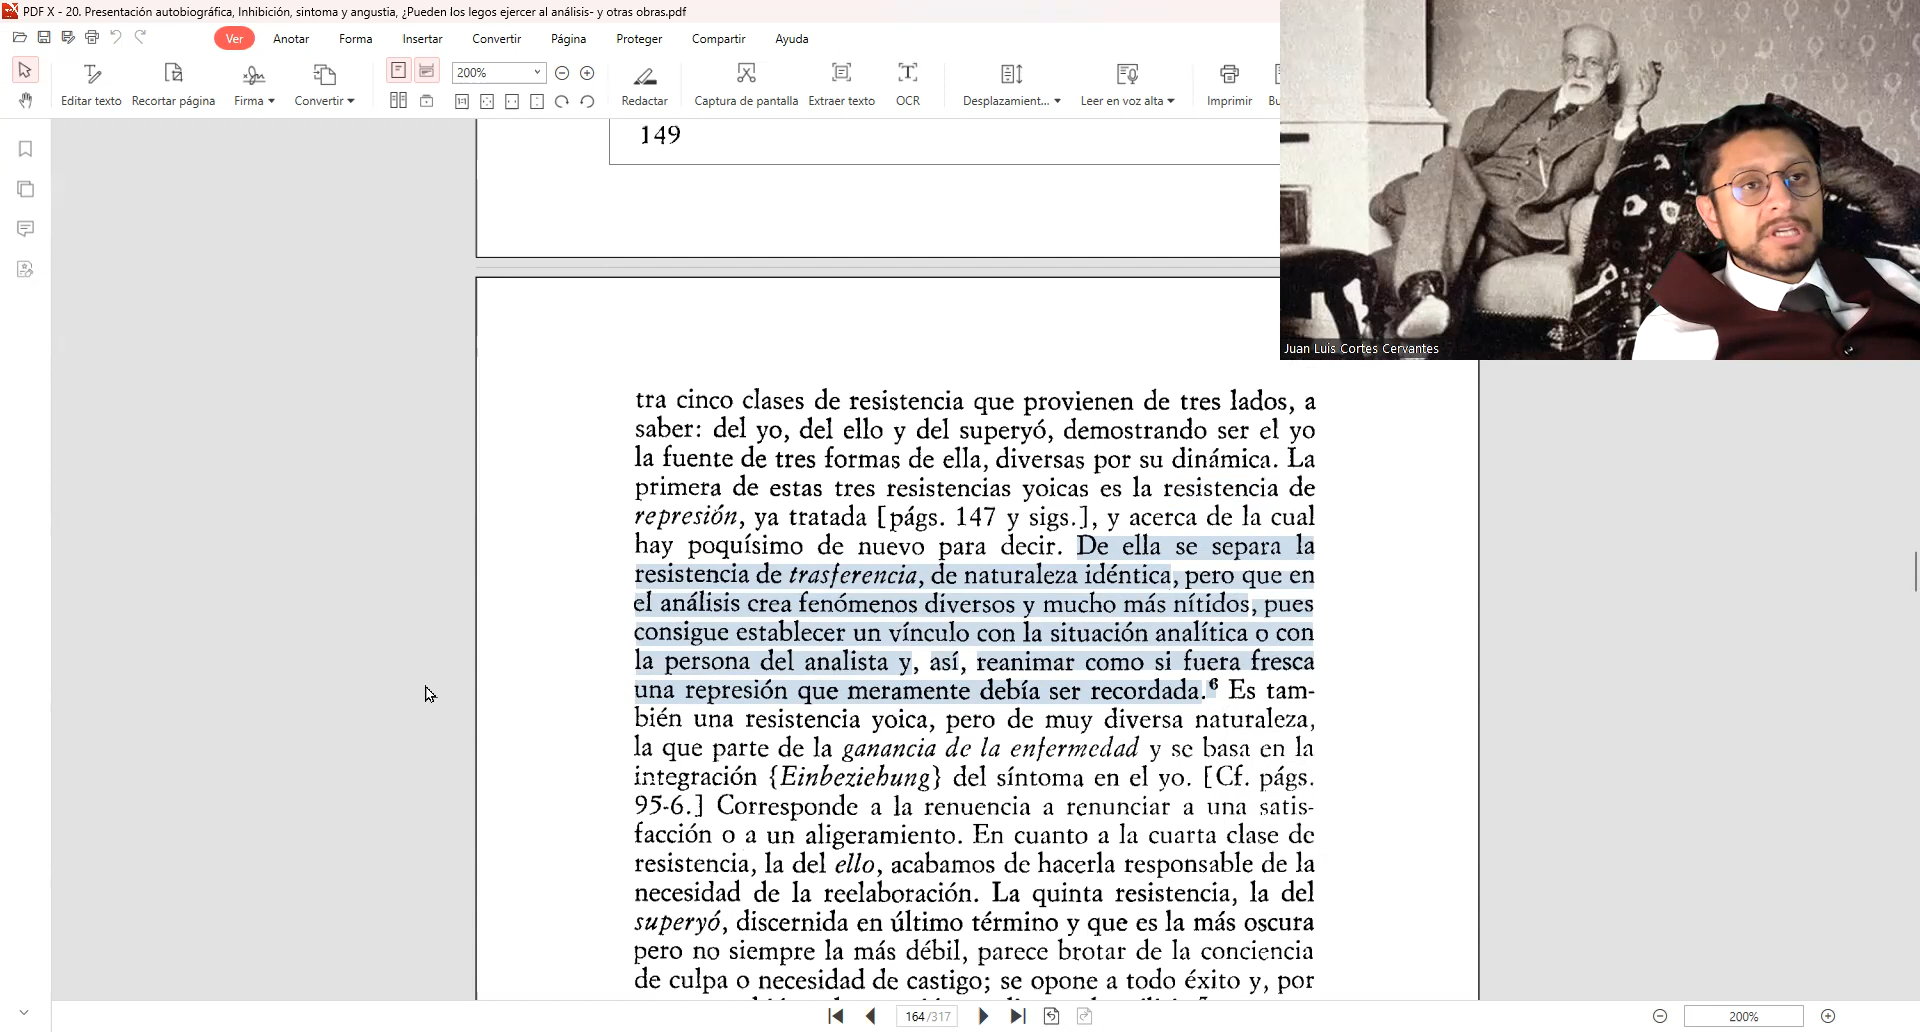 PDF X - 20. Presentación autobiográfica, Inhibición, sintoma y angustia, ¿Pueden los legos ejercer al análisis- y otras obras.pdf
Ver Anotar Forma Insertar Convertir Página Proteger Compartir Ayuda
200%
Editar texto Recortar página Firma Convertir Redactar Captura de pantalla Extraer texto OCR Desplazamient... Leer en voz alta Imprimir Bu
149
Juan Luis Cortes Cervantes
tra cinco clases de resistencia que provienen de tres lados, a
saber: del yo, del ello y del superyó, demostrando ser el yo
la fuente de tres formas de ella, diversas por su dinámica. La
primera de estas tres resistencias yoicas es la resistencia de
represión, ya tratada [págs. 147 y sigs.], y acerca de la cual
hay poquísimo de nuevo para decir. De ella se separa la
resistencia de trasferencia, de naturaleza idéntica, pero que en
el análisis crea fenómenos diversos y mucho más nítidos, pues
consigue establecer un vínculo con la situación analítica o con
la persona del analista y, así, reanimar como si fuera fresca
una represión que meramente debía ser recordada.⁶ Es tam-
bién una resistencia yoica, pero de muy diversa naturaleza,
la que parte de la ganancia de la enfermedad y se basa en la
integración {Einbeziehung} del síntoma en el yo. [Cf. págs.
95-6.] Corresponde a la renuencia a renunciar a una satis-
facción o a un aligeramiento. En cuanto a la cuarta clase de
resistencia, la del ello, acabamos de hacerla responsable de la
necesidad de la reelaboración. La quinta resistencia, la del
superyó, discernida en último término y que es la más oscura
pero no siempre la más débil, parece brotar de la conciencia
de culpa o necesidad de castigo; se opone a todo éxito y, por
164/317
200%